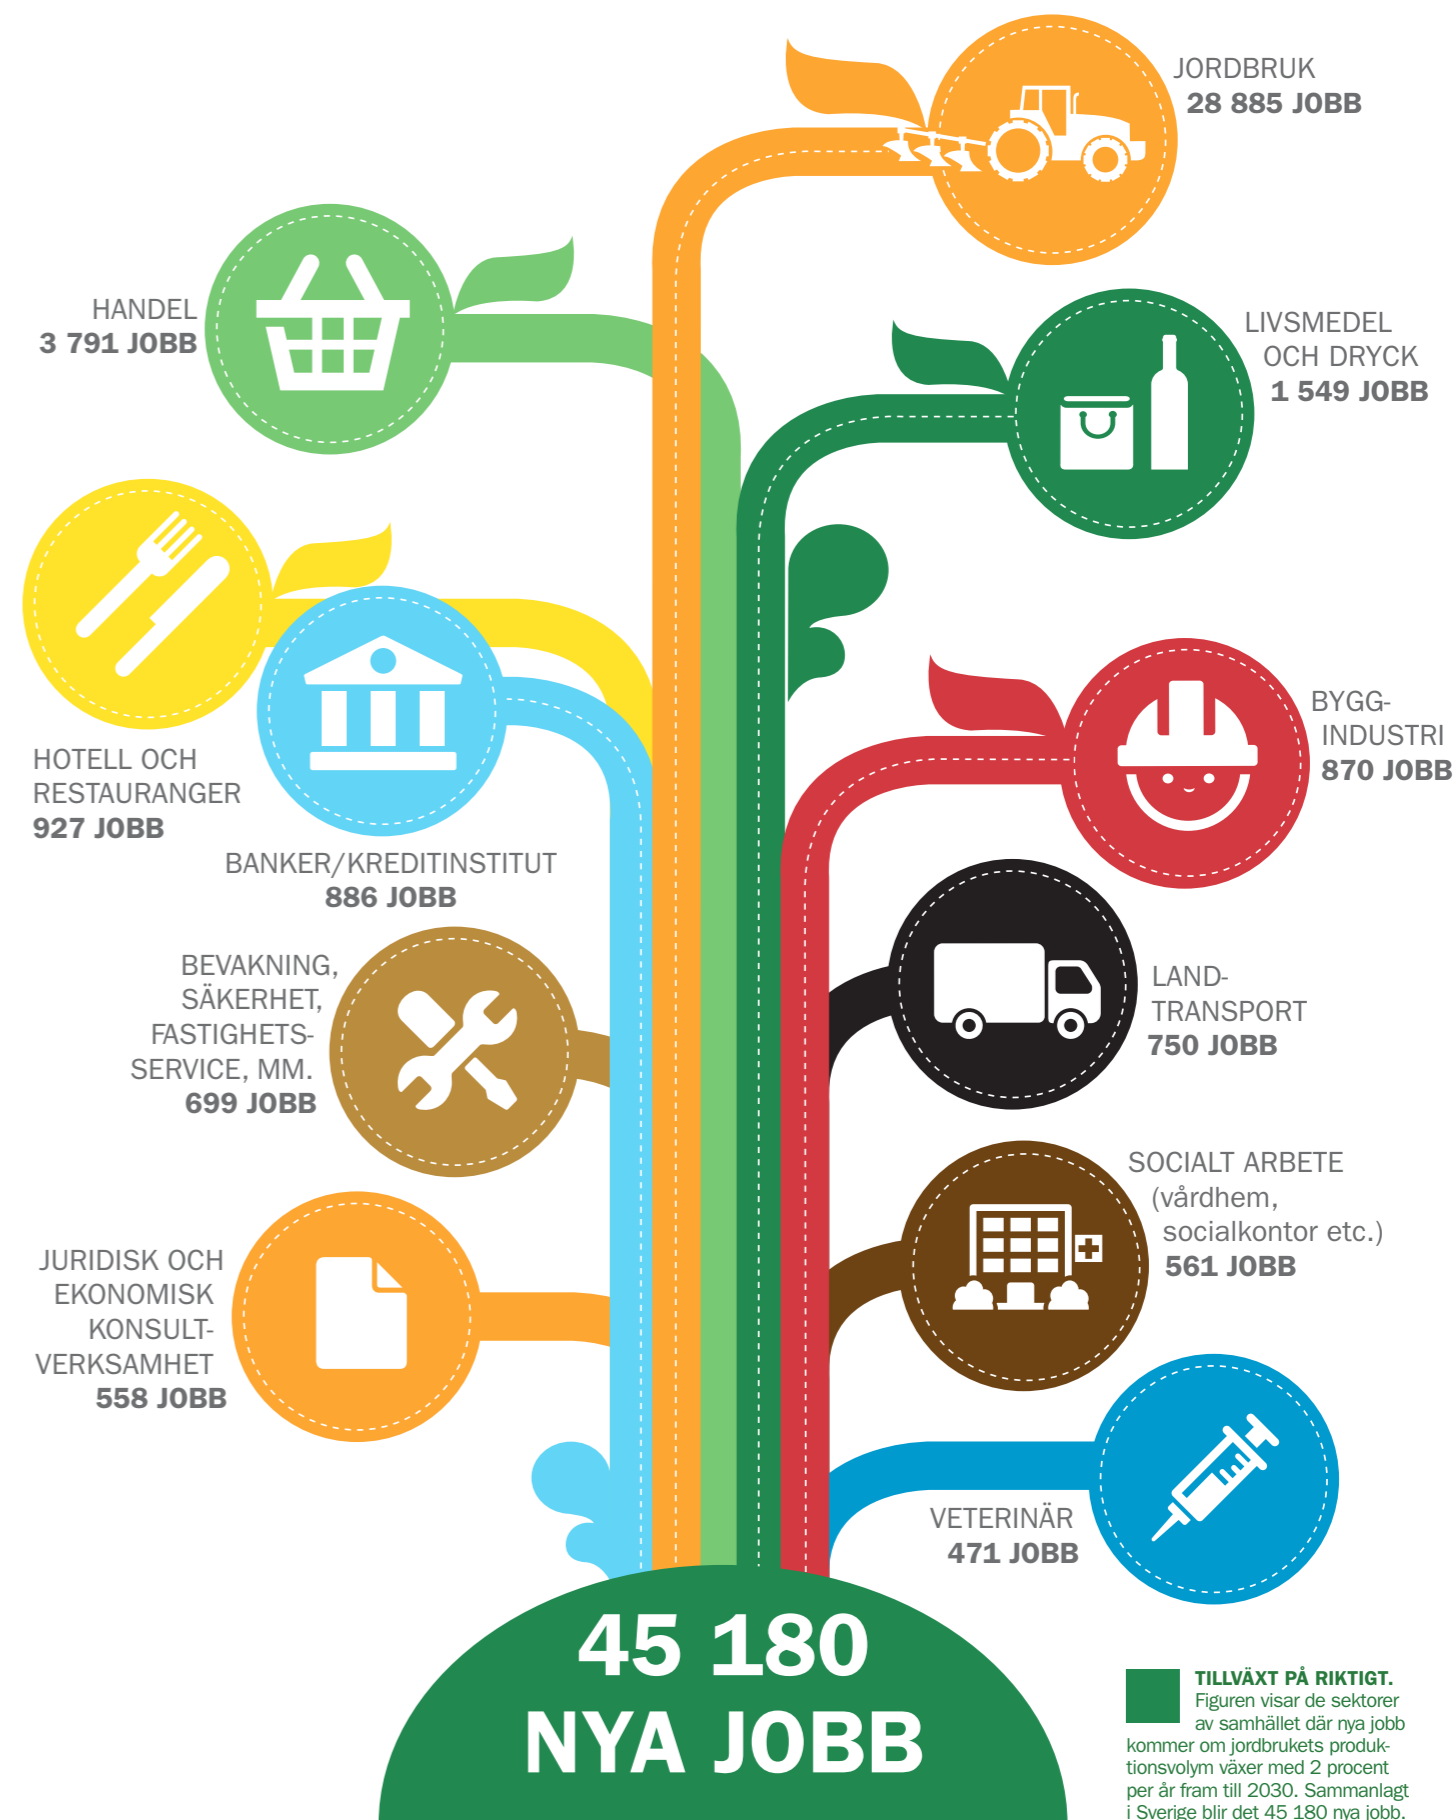 JORDBRUK
28 885 JOBB
HANDEL
3 791 JOBB
LIVSMEDEL
OCH DRYCK
1 549 JOBB
HOTELL OCH
RESTAURANGER
927 JOBB
BANKER/KREDITINSTITUT
886 JOBB
BYGG-
INDUSTRI
870 JOBB
BEVAKNING,
SÄKERHET,
FASTIGHETS-
SERVICE, MM.
699 JOBB
LAND-
TRANSPORT
750 JOBB
SOCIALT ARBETE
(vårdhem,
socialkontor etc.)
561 JOBB
JURIDISK OCH
EKONOMISK
KONSULT-
VERKSAMHET
558 JOBB
VETERINÄR
471 JOBB
45 180
NYA JOBB
TILLVÄXT PÅ RIKTIGT.
Figuren visar de sektorer
av samhället där nya jobb
kommer om jordbrukets produk-
tionsvolym växer med 2 procent
per år fram till 2030. Sammanlagt
i Sverige blir det 45 180 nya jobb.